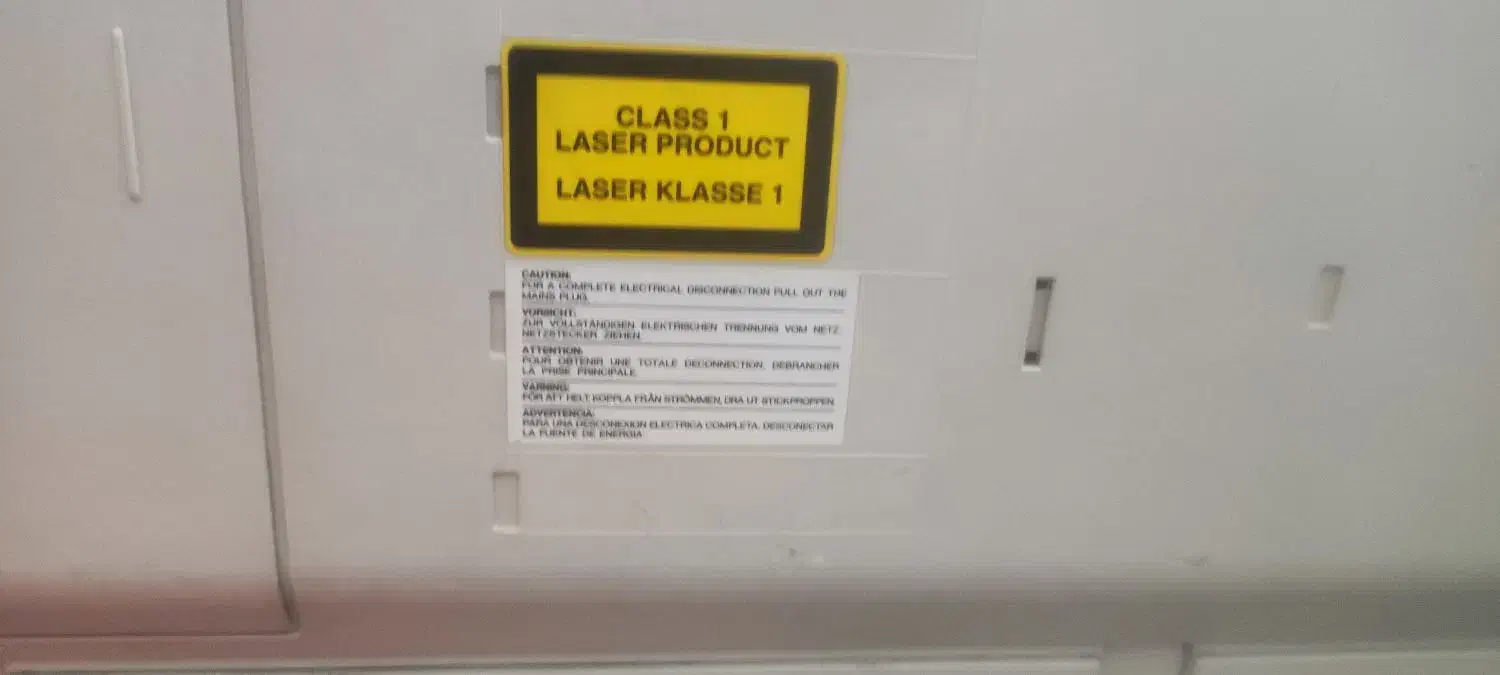 CLASS 1
LASER PRODUCT
LASER KLASSE 1
CAUTION:
FOR A COMPLETE ELECTRICAL DISCONNECTION PULL OUT THE
MAINS PLUG.
VORSICHT:
ZUR VOLLSTÄNDIGEN ELEKTRISCHEN TRENNUNG VOM NETZ,
NETZSTECKER ZIEHEN.
ATTENTION:
POUR OBTENIR UNE TOTALE DECONNECTION, DEBRANCHER
LA PRISE PRINCIPALE.
VARNING:
FÖR ATT HELT KOPPLA FRÅN STRÖMMEN, DRA UT STICKPROPPEN.
ADVERTENCIA:
PARA UNA DESCONEXION ELECTRICA COMPLETA, DESCONECTAR
LA FUENTE DE ENERGIA